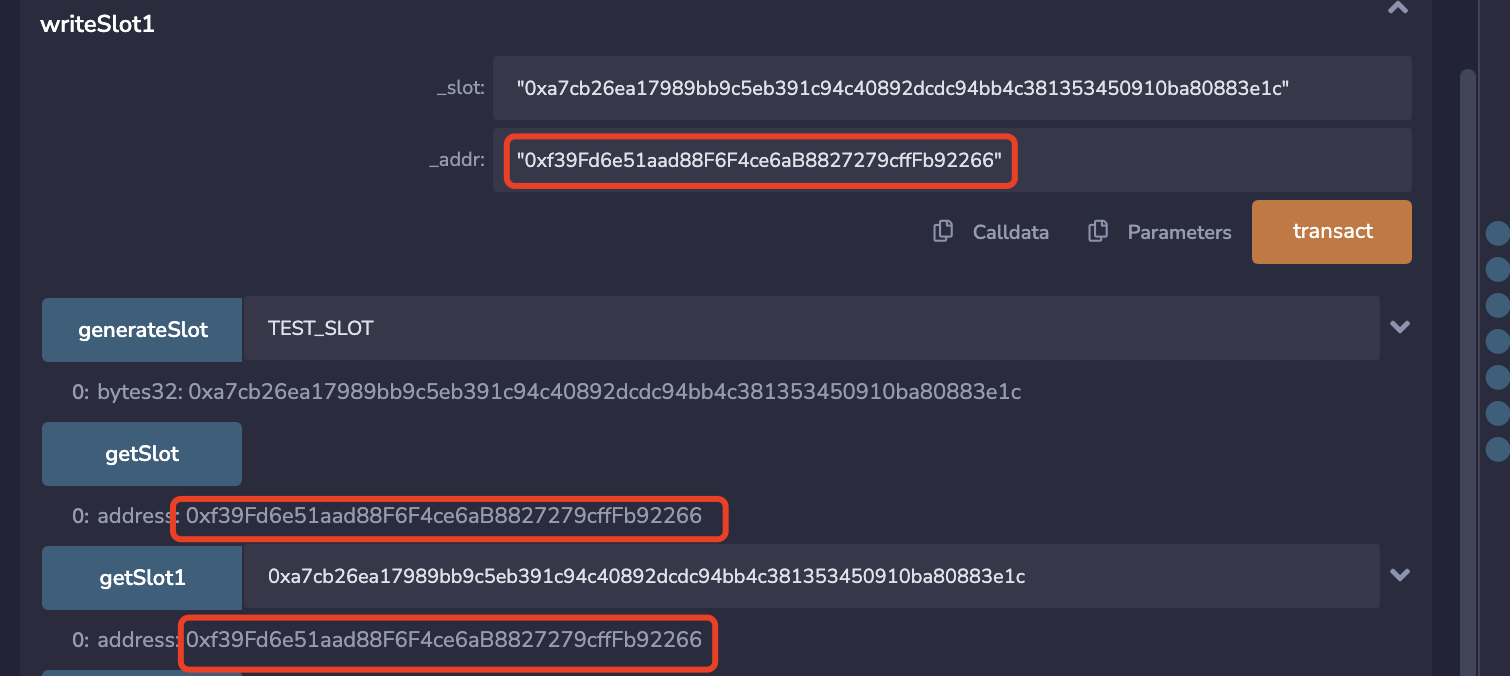 writeSlot1
_slot: "0xa7cb26ea17989bb9c5eb391c94c40892dcdc94bb4c381353450910ba80883e1c"
_addr: "0xf39Fd6e51aad88F6F4ce6aB8827279cffFb92266"
Calldata Parameters transact
generateSlot TEST_SLOT
0: bytes32: 0xa7cb26ea17989bb9c5eb391c94c40892dcdc94bb4c381353450910ba80883e1c
getSlot
0: address: 0xf39Fd6e51aad88F6F4ce6aB8827279cffFb92266
getSlot1 0xa7cb26ea17989bb9c5eb391c94c40892dcdc94bb4c381353450910ba80883e1c
0: address: 0xf39Fd6e51aad88F6F4ce6aB8827279cffFb92266